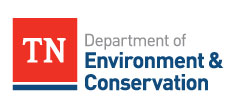 TN
Department of
Environment &
Conservation